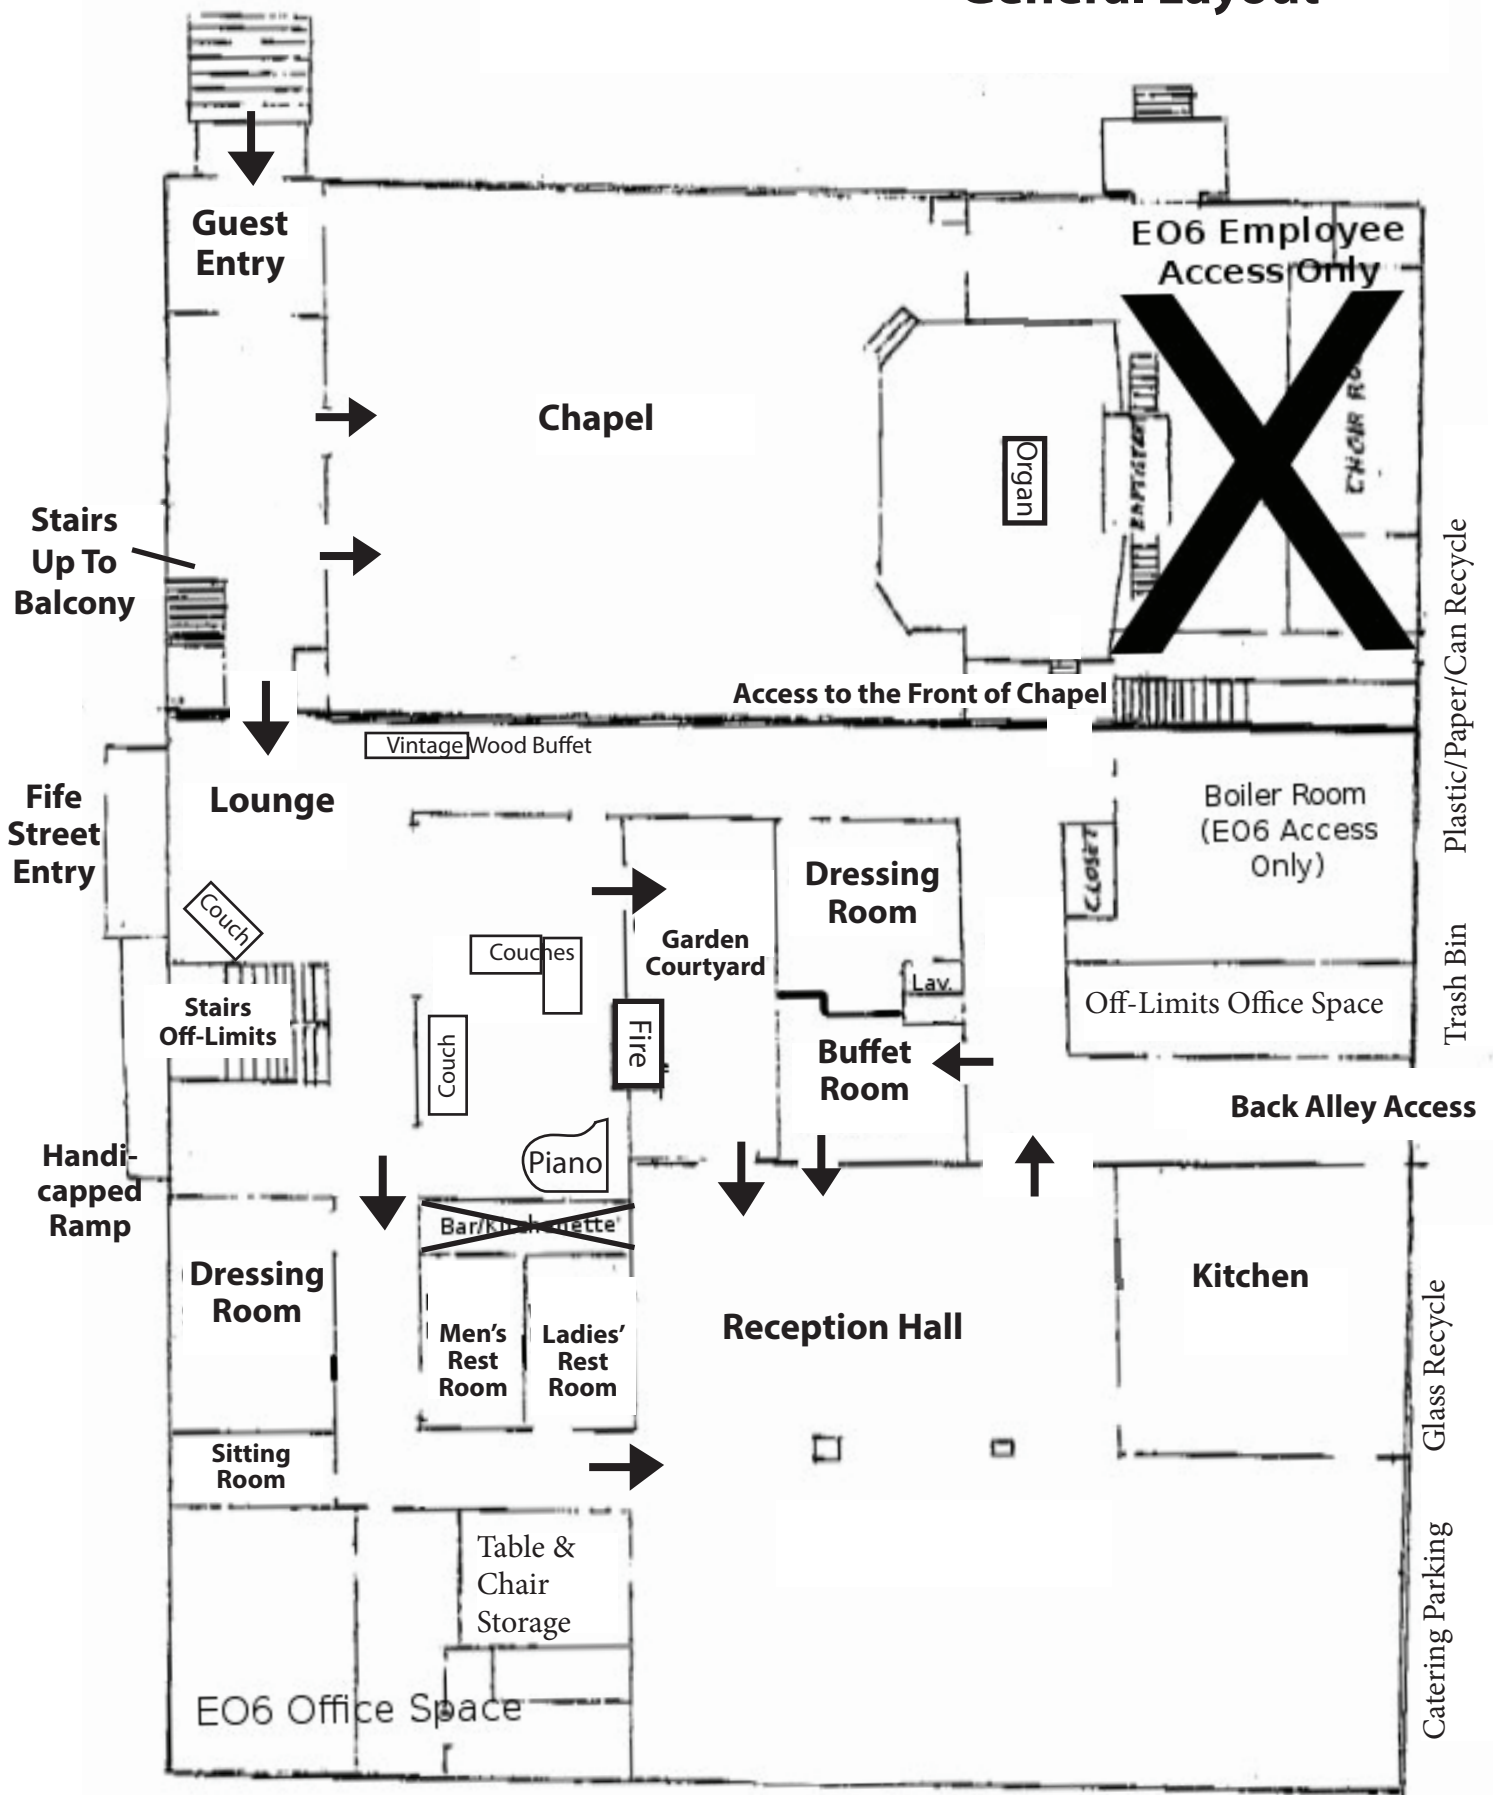 General Layout
Guest
Entry
EO6 Employee
Access Only
Chapel
Organ
Stairs
Up To
Balcony
Access to the Front of Chapel
Vintage Wood Buffet
Fife
Street
Entry
Lounge
Boiler Room
(EO6 Access
Only)
CLOSET
Plastic/Paper/Can Recycle
Dressing
Room
Couch
Couches
Garden
Courtyard
Lav.
Stairs
Off-Limits
Off-Limits Office Space
Trash Bin
Couch
Fire
Buffet
Room
Back Alley Access
Piano
Handi-
capped
Ramp
Dressing
Room
Kitchen
Men's
Rest
Room
Ladies'
Rest
Room
Reception Hall
Glass Recycle
Sitting
Room
Table &
Chair
Storage
EO6 Office Space
Catering Parking